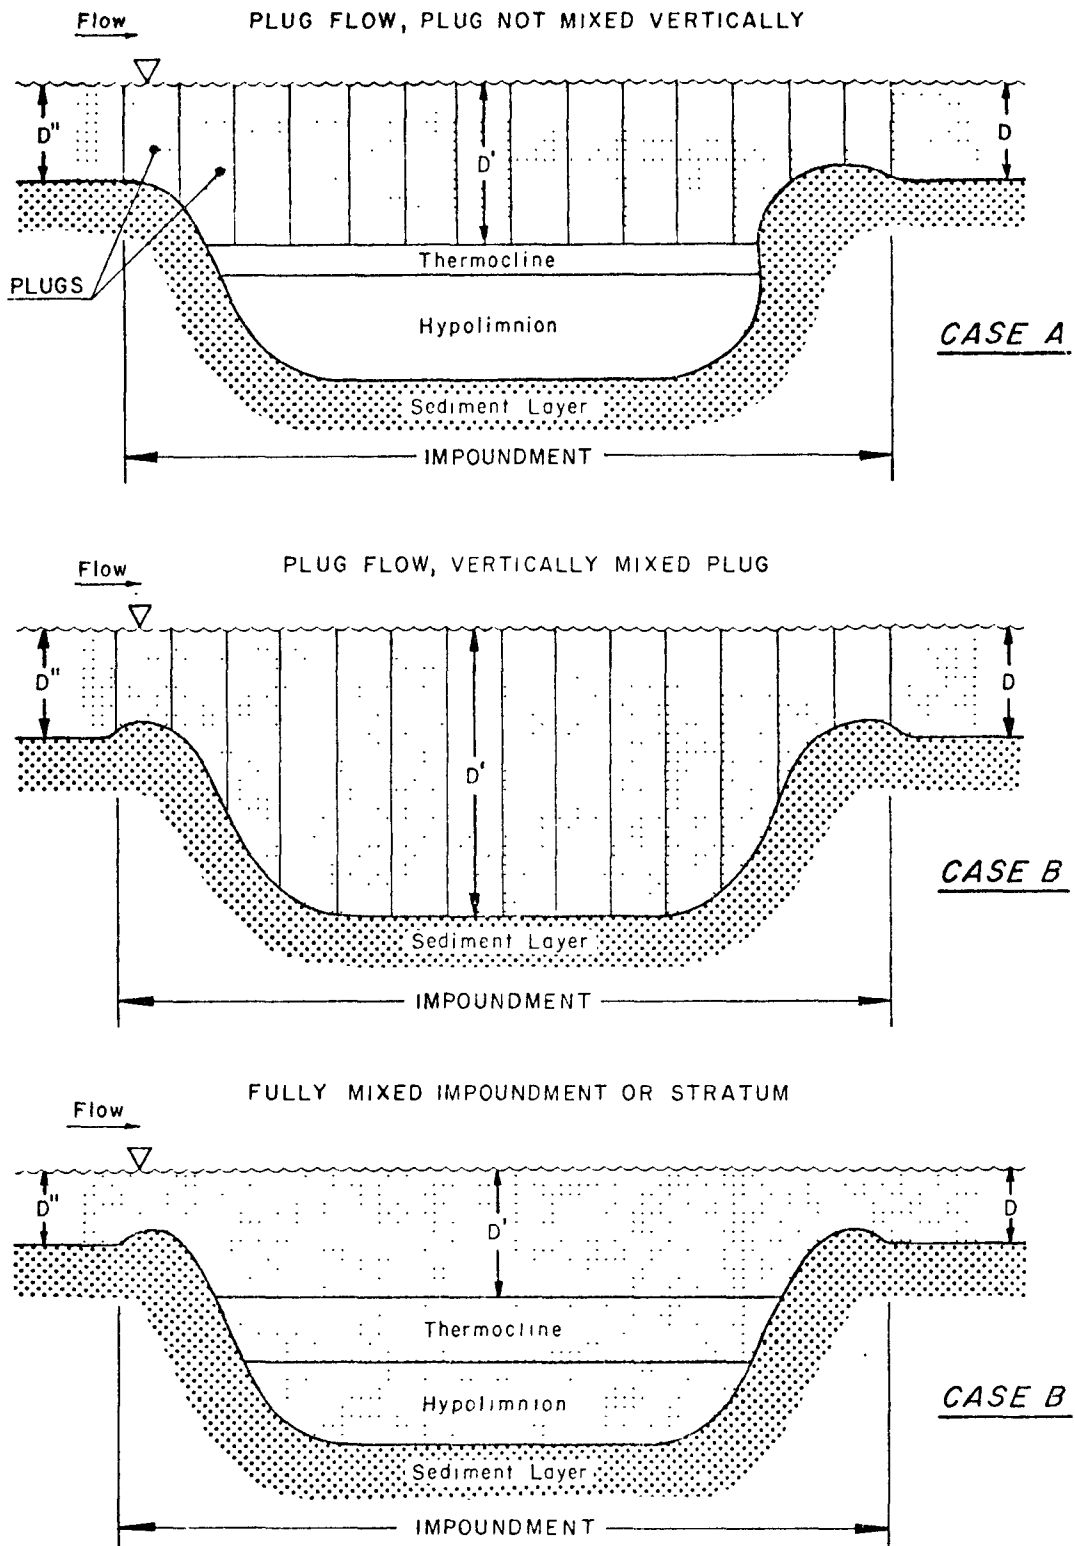 Flow
PLUG FLOW, PLUG NOT MIXED VERTICALLY
D"
D'
D
Thermocline
PLUGS
Hypolimnion
CASE A
Sediment Layer
IMPOUNDMENT
Flow
PLUG FLOW, VERTICALLY MIXED PLUG
D"
D
D'
CASE B
Sediment Layer
IMPOUNDMENT
FULLY MIXED IMPOUNDMENT OR STRATUM
Flow
D"
D'
D
Thermocline
Hypolimnion
CASE B
Sediment Layer
IMPOUNDMENT